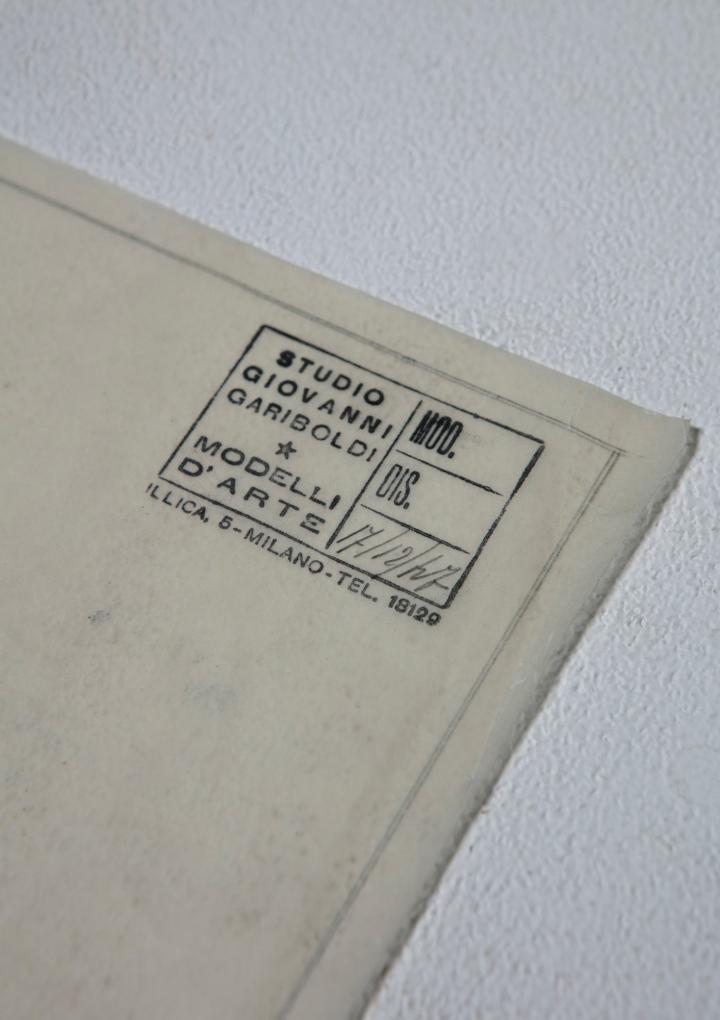 STUDIO
GIOVANNI
GARIBOLDI
MODELLI
D'ARTE
MOD.
DIS.
17/12/47
ILLICA, 5-MILANO-TEL. 18129